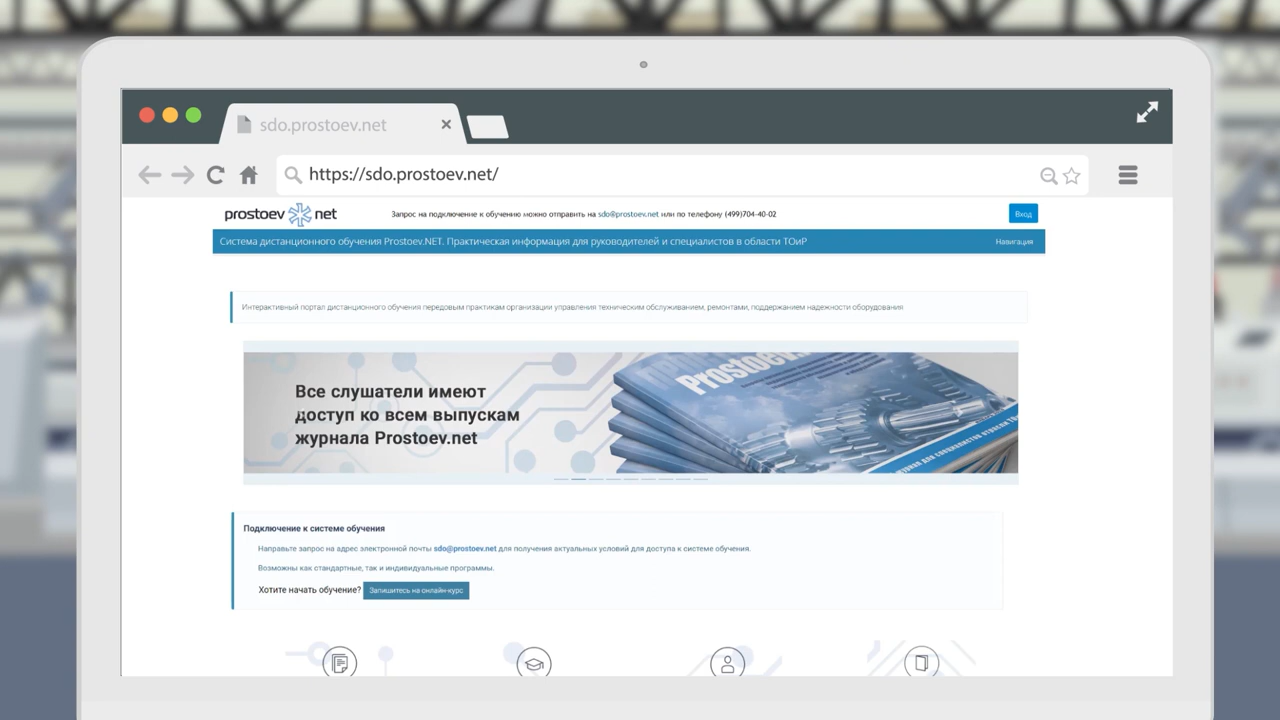 sdo.prostoev.net
https://sdo.prostoev.net/
prostoev net
Запрос на подключение к обучению можно отправить на sdo@prostoev.net или по телефону (499)704-40-02
Вход
Система дистанционного обучения Prostoev.NET. Практическая информация для руководителей и специалистов в области ТОиР
Навигация
Интерактивный портал дистанционного обучения передовым практикам организации управления техническим обслуживанием, ремонтами, поддержанием надежности оборудования
Все слушатели имеют
доступ ко всем выпускам
журнала Prostoev.net
Prostoev.
журнал для специалистов отрасли ТО
Подключение к системе обучения
Направьте запрос на адрес электронной почты sdo@prostoev.net для получения актуальных условий для доступа к системе обучения.
Возможны как стандартные, так и индивидуальные программы.
Хотите начать обучение? Запишитесь на онлайн-курс